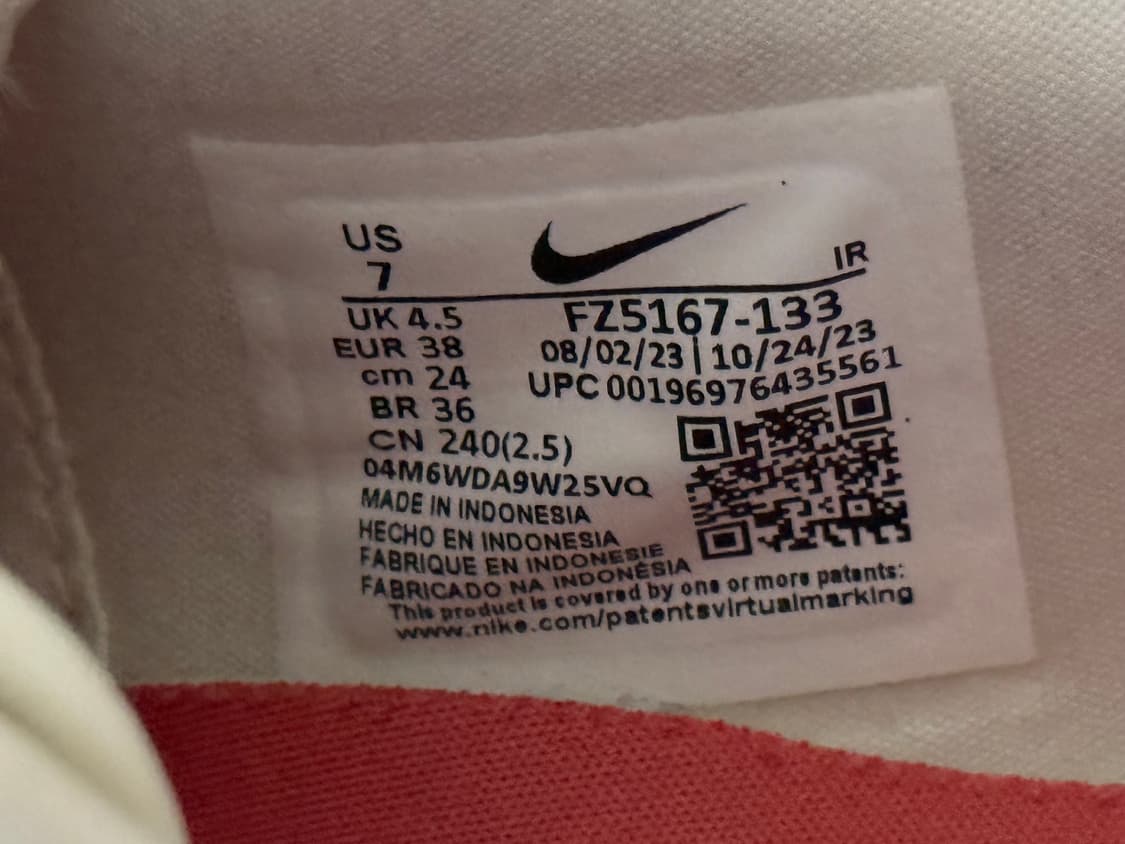 US
7
IR
UK 4.5
FZ5167-133
EUR 38
08/02/23 | 10/24/23
cm 24
UPC 00196976435561
BR 36
CN 240(2.5)
04M6WDA9W25VQ
MADE IN INDONESIA
HECHO EN INDONESIA
FABRIQUE EN INDONESIE
FABRICADO NA INDONÉSIA
This product is covered by one or more patents:
www.nike.com/patentsvirtualmarking